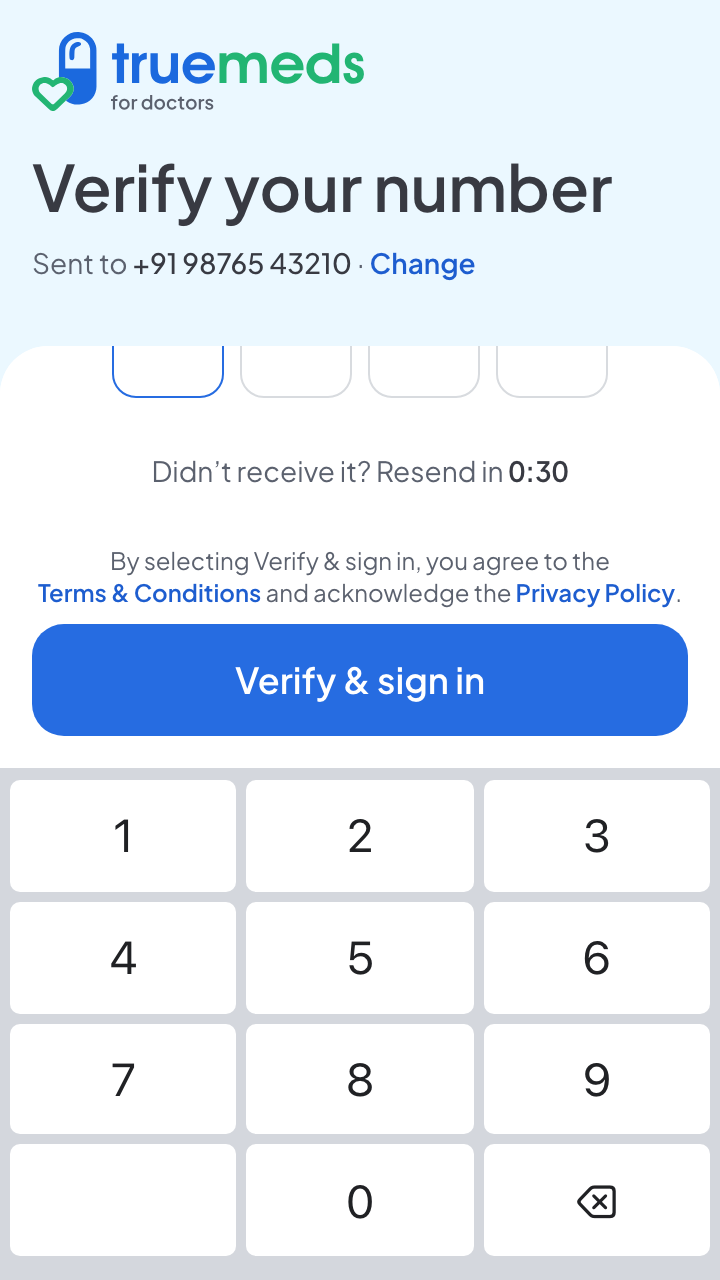 truemeds
for doctors
Verify your number
Sent to +91 98765 43210 · Change
Didn’t receive it? Resend in 0:30
By selecting Verify & sign in, you agree to the
Terms & Conditions and acknowledge the Privacy Policy.
Verify & sign in
1 2 3
4 5 6
7 8 9
0